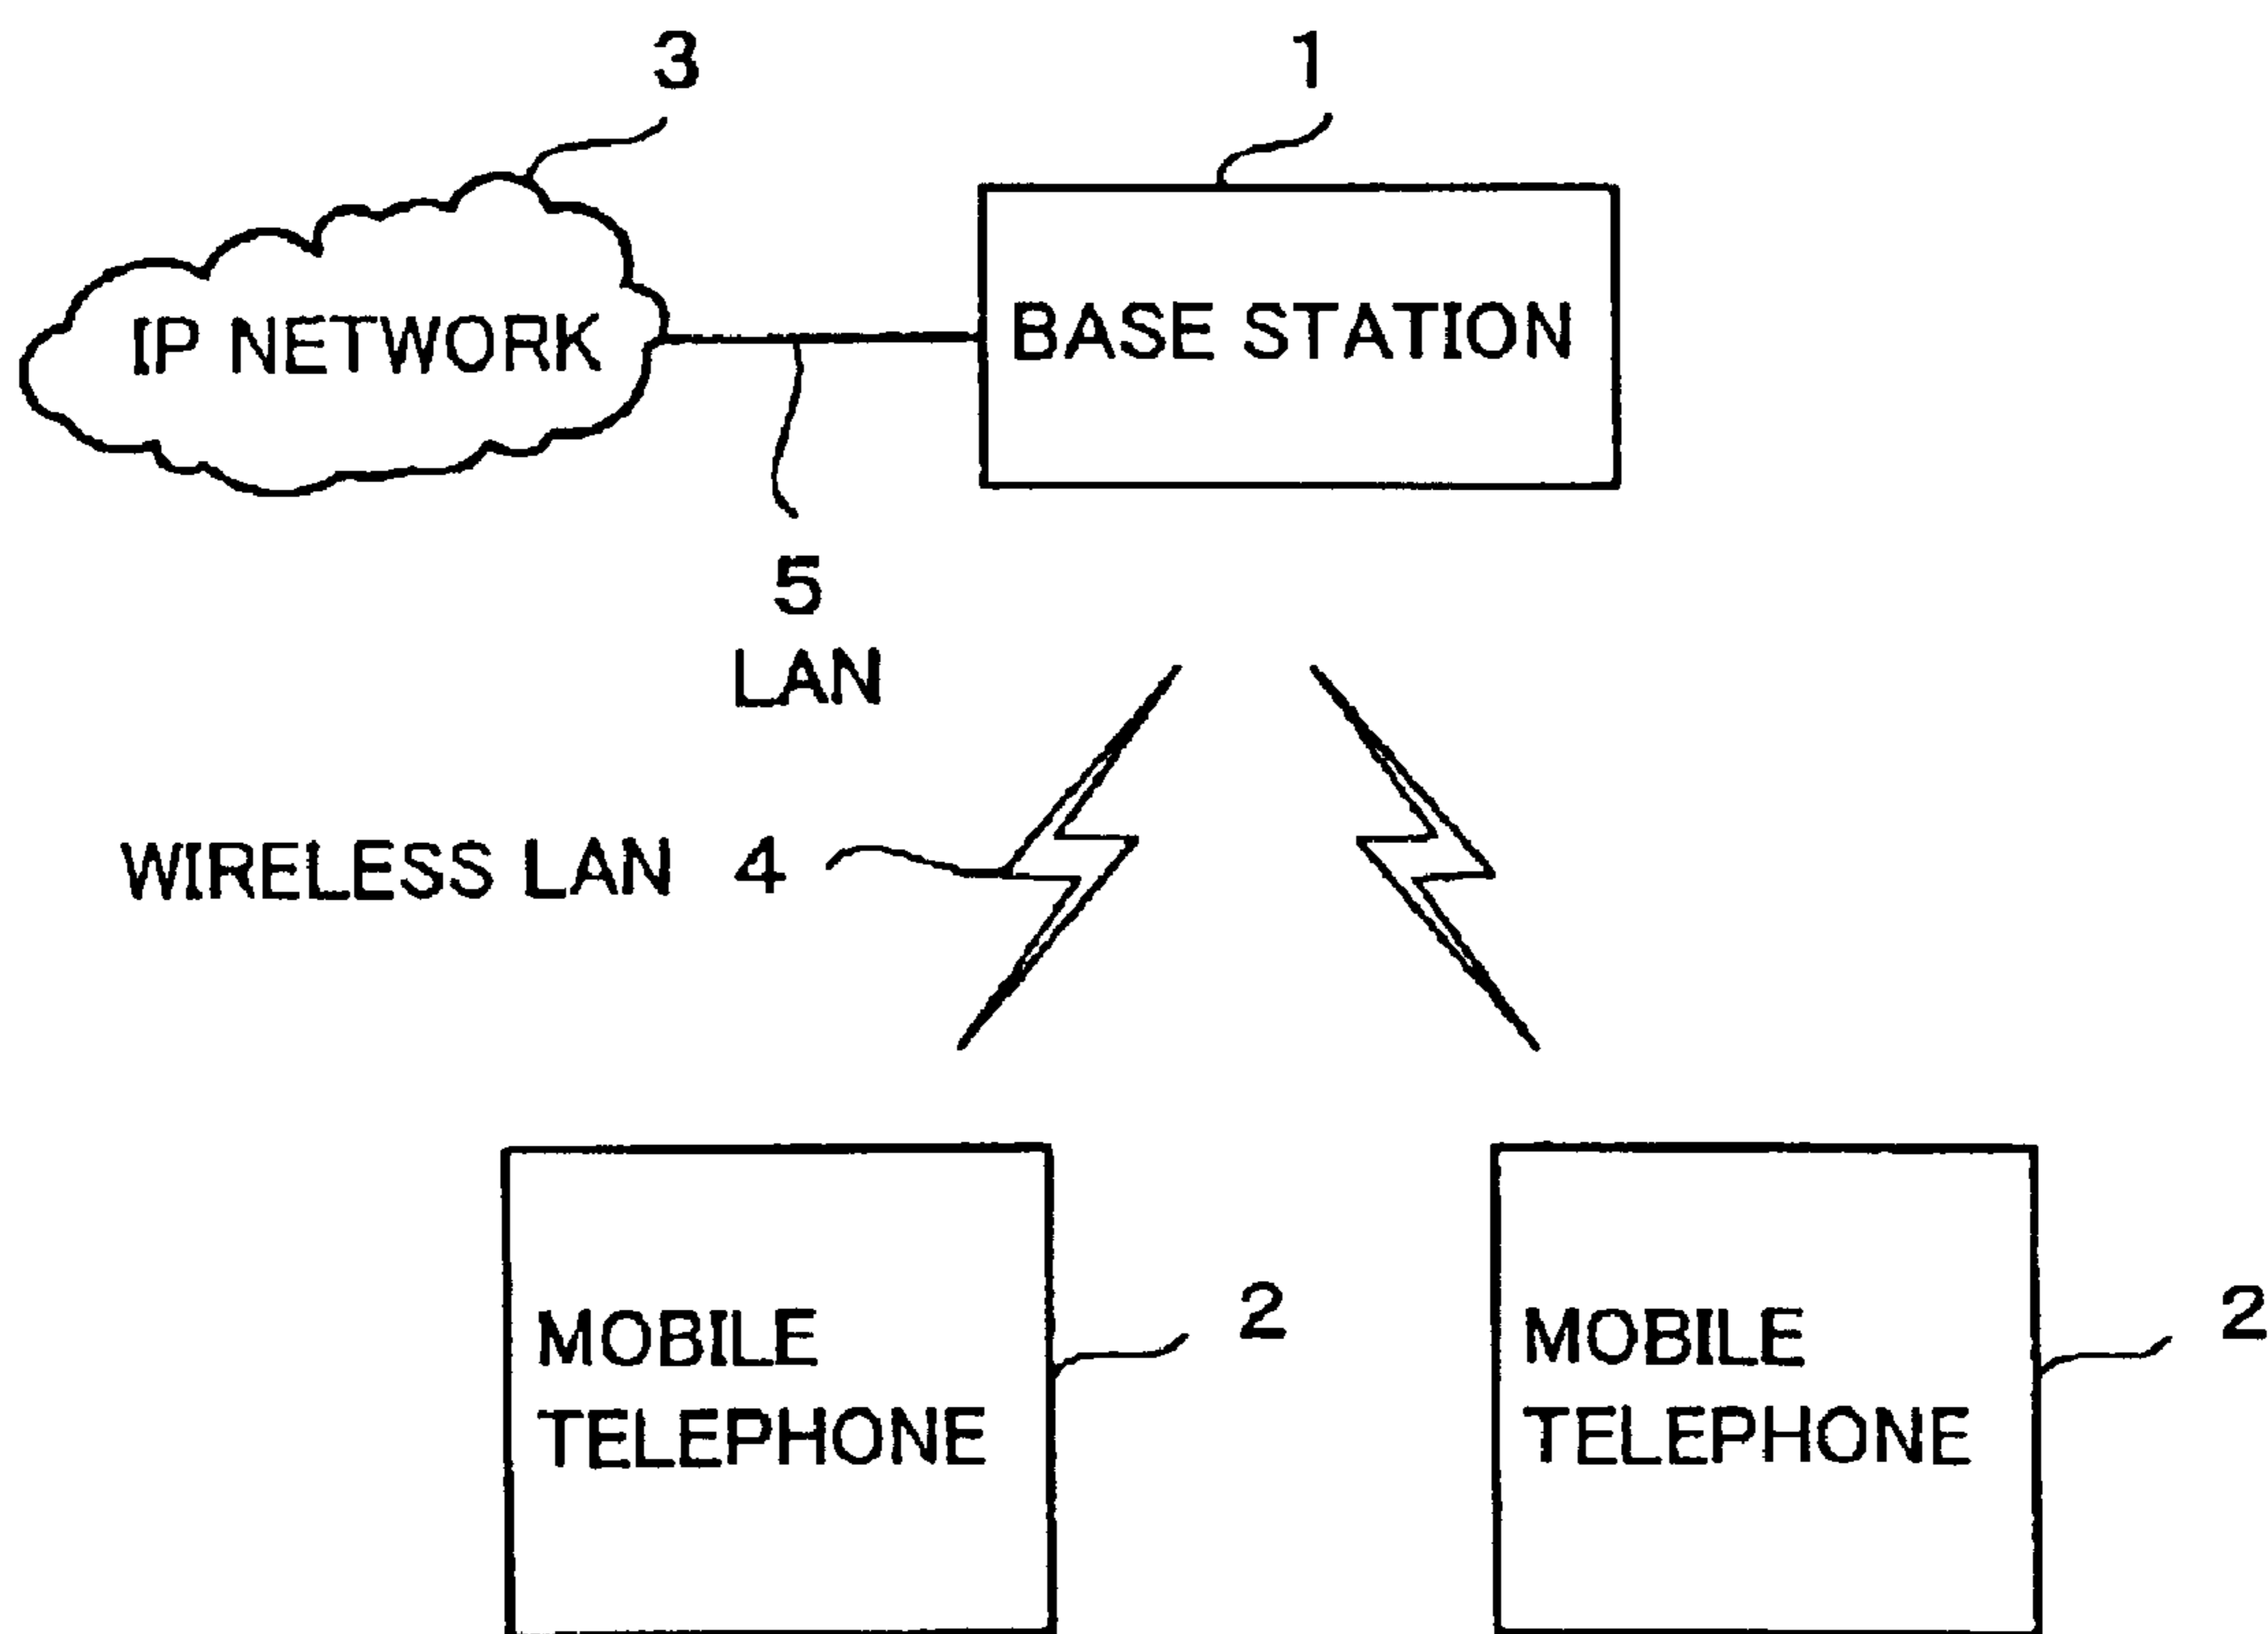 3
1
IP NETWORK
BASE STATION
5
LAN
WIRELESS LAN 4
MOBILE
TELEPHONE
2
MOBILE
TELEPHONE
2